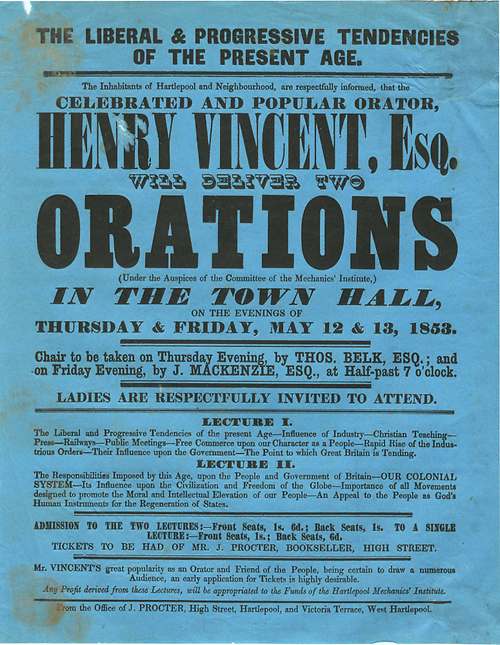 THE LIBERAL & PROGRESSIVE TENDENCIES
OF THE PRESENT AGE.
The Inhabitants of Hartlepool and Neighbourhood, are respectfully informed, that the
CELEBRATED AND POPULAR ORATOR,
HENRY VINCENT, ESQ.
WILL DELIVER TWO
ORATIONS
(Under the Auspices of the Committee of the Mechanics' Institute,)
IN THE TOWN HALL,
ON THE EVENINGS OF
THURSDAY & FRIDAY, MAY 12 & 13, 1853.
Chair to be taken on Thursday Evening, by THOS. BELK, ESQ.; and
on Friday Evening, by J. MACKENZIE, ESQ., at Half-past 7 o'clock.
LADIES ARE RESPECTFULLY INVITED TO ATTEND.
LECTURE I.
The Liberal and Progressive Tendencies of the present Age—Influence of Industry—Christian Teaching—
Press—Railways—Public Meetings—Free Commerce upon our Character as a People—Rapid Rise of the Indus-
trious Orders—Their Influence upon the Government—The Point to which Great Britain is Tending.
LECTURE II.
The Responsibilities Imposed by this Age, upon the People and Government of Britain—OUR COLONIAL
SYSTEM—Its Influence upon the Civilization and Freedom of the Globe—Importance of all Movements
designed to promote the Moral and Intellectual Elevation of our People—An Appeal to the People as God's
Human Instruments for the Regeneration of States.
ADMISSION TO THE TWO LECTURES:—Front Seats, 1s. 6d.; Back Seats, 1s. TO A SINGLE
LECTURE:—Front Seats, 1s.; Back Seats, 6d.
TICKETS TO BE HAD OF MR. J. PROCTER, BOOKSELLER, HIGH STREET.
Mr. VINCENT'S great popularity as an Orator and Friend of the People, being certain to draw a numerous
Audience, an early application for Tickets is highly desirable.
Any Profit derived from these Lectures, will be appropriated to the Funds of the Hartlepool Mechanics' Institute.
From the Office of J. PROCTER, High Street, Hartlepool, and Victoria Terrace, West Hartlepool.